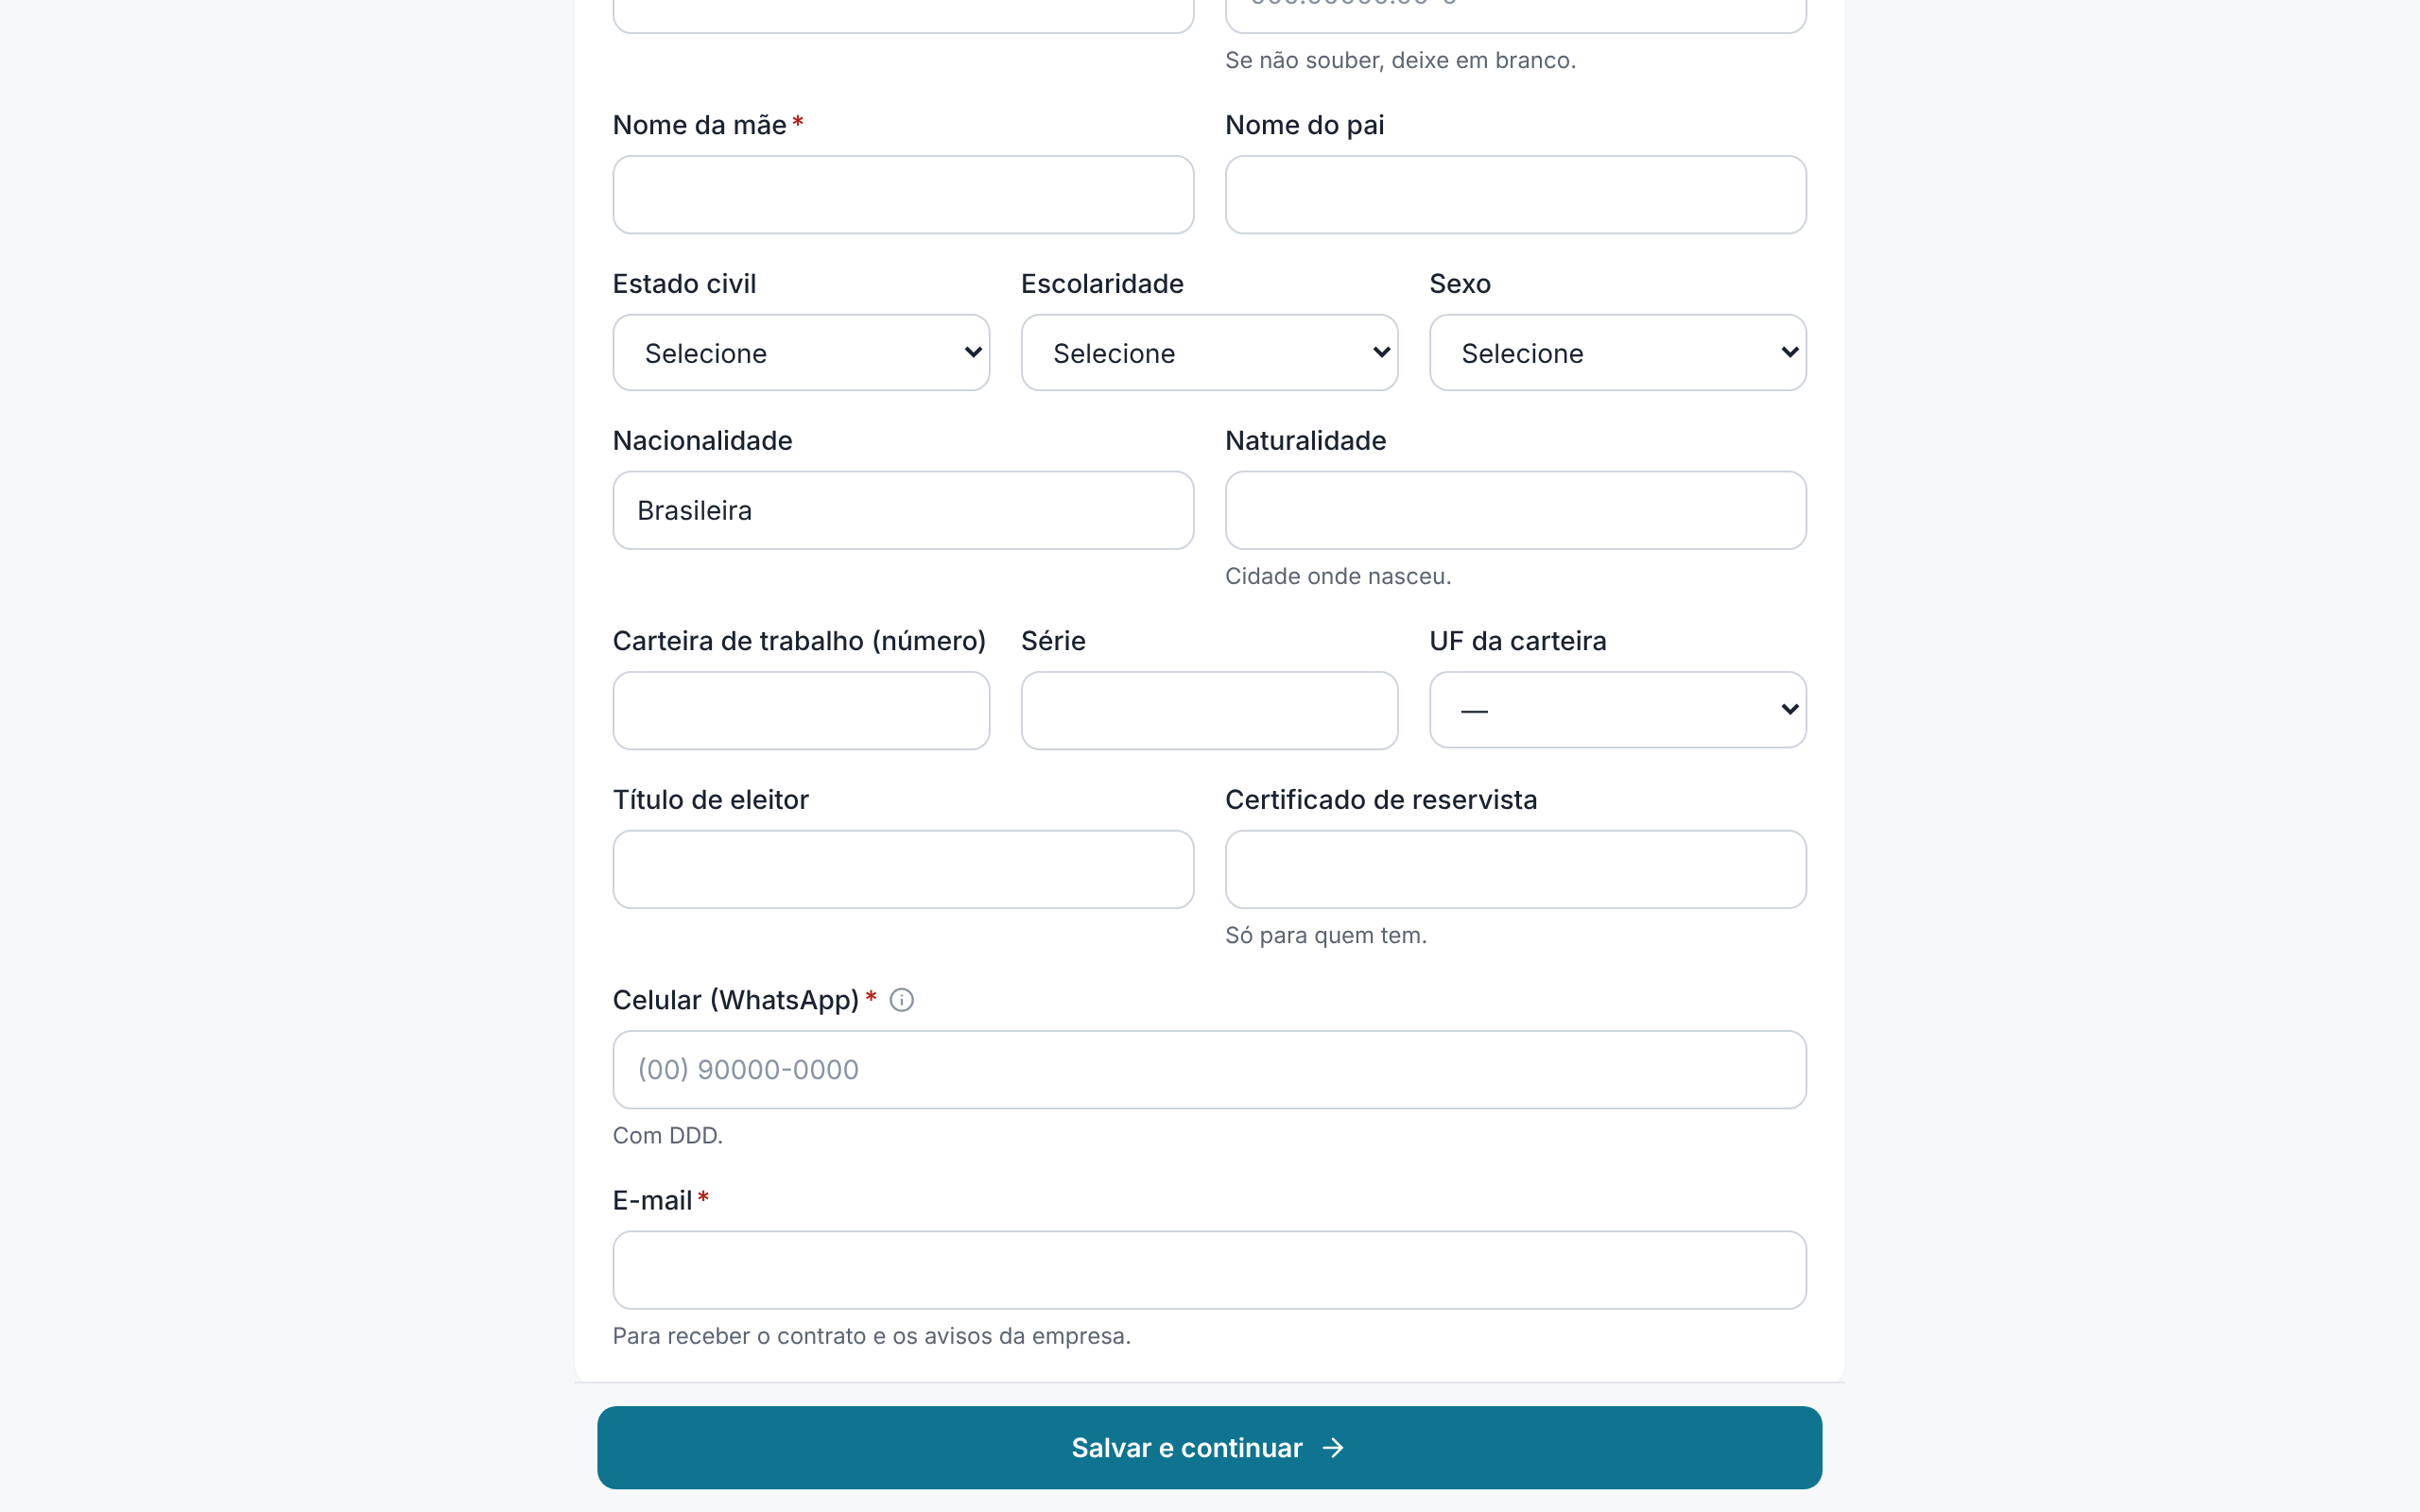 Se não souber, deixe em branco.
Nome da mãe *
Nome do pai
Estado civil
Escolaridade
Sexo
Selecione
Selecione
Selecione
Nacionalidade
Naturalidade
Brasileira
Cidade onde nasceu.
Carteira de trabalho (número)
Série
UF da carteira
—
Título de eleitor
Certificado de reservista
Só para quem tem.
Celular (WhatsApp) *
(00) 90000-0000
Com DDD.
E-mail *
Para receber o contrato e os avisos da empresa.
Salvar e continuar →